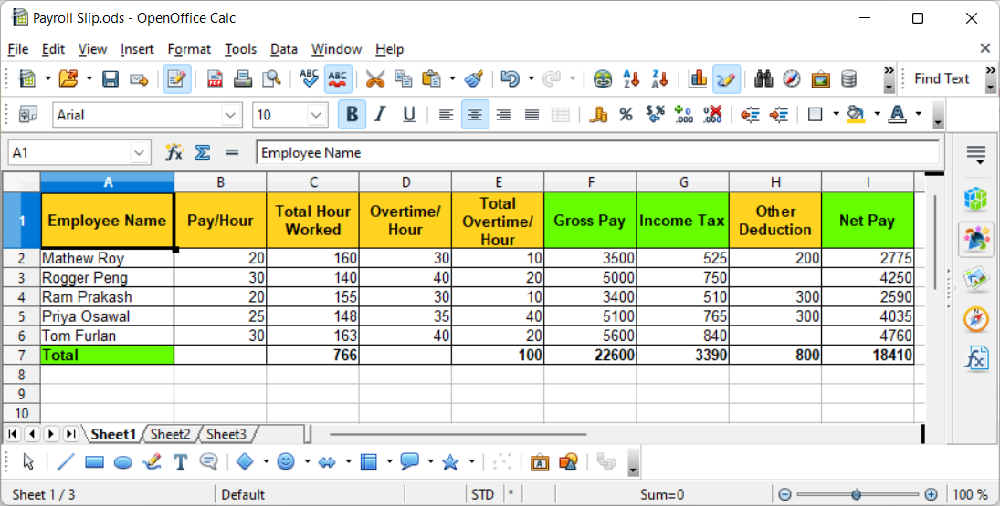 Payroll Slip.ods - OpenOffice Calc
File Edit View Insert Format Tools Data Window Help
PDF ABC ABC A Z Z A Find Text
Arial 10 B I U % $% .000 .000 A
A1 fx Σ = Employee Name
A B C D E F G H I
1 Employee Name Pay/Hour Total Hour Worked Overtime/ Hour Total Overtime/ Hour Gross Pay Income Tax Other Deduction Net Pay
2 Mathew Roy 20 160 30 10 3500 525 200 2775
3 Rogger Peng 30 140 40 20 5000 750 4250
4 Ram Prakash 20 155 30 10 3400 510 300 2590
5 Priya Osawal 25 148 35 40 5100 765 300 4035
6 Tom Furlan 30 163 40 20 5600 840 4760
7 Total 766 100 22600 3390 800 18410
8
9
10
Sheet1 Sheet2 Sheet3
T
Sheet 1 / 3 Default STD * Sum=0 100 %